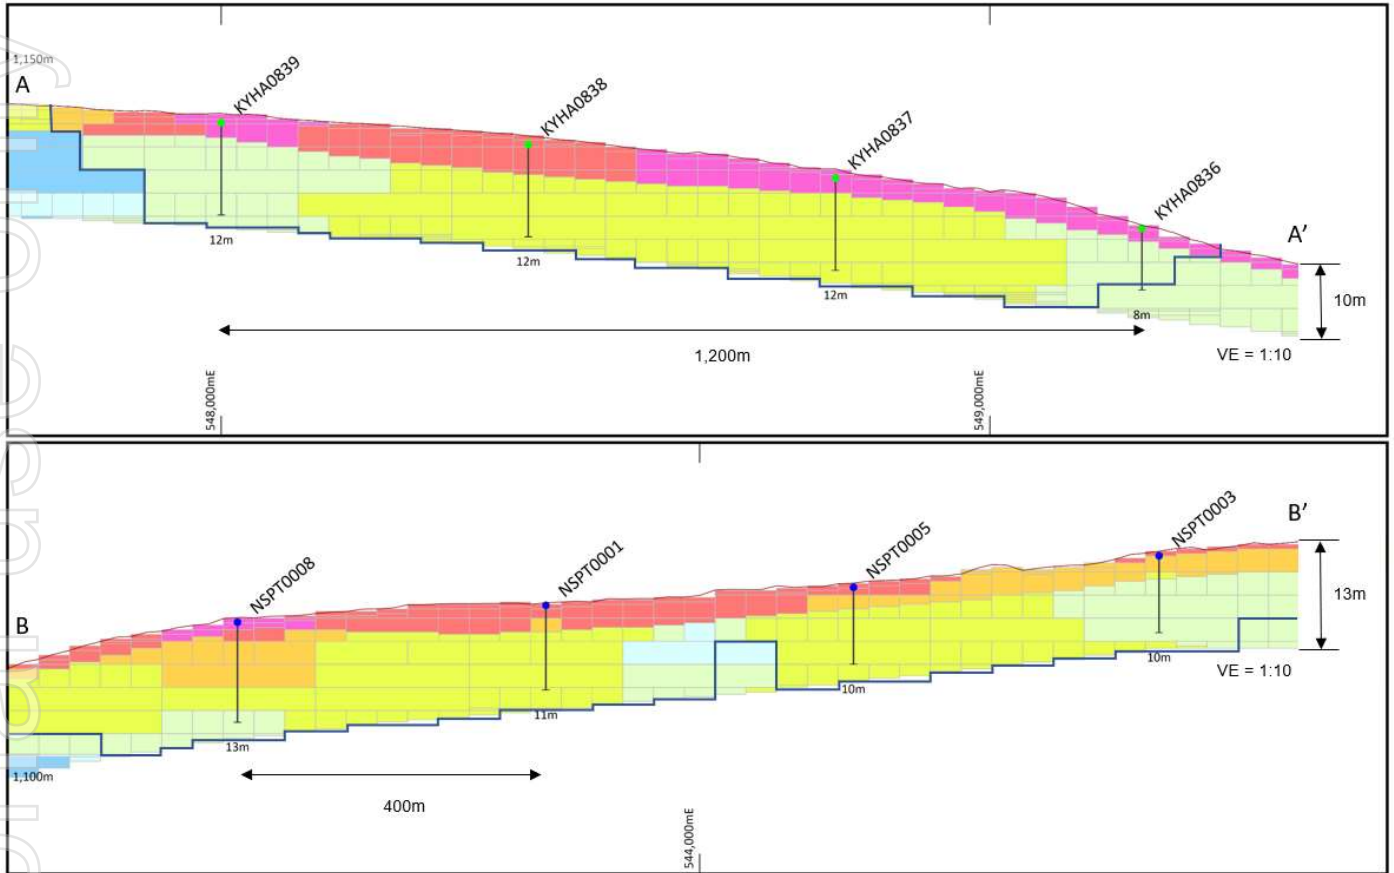 1,150m
A
KYHA0839
KYHA0838
KYHA0837
KYHA0836
A’
12m
12m
12m
8m
10m
1,200m
VE = 1:10
548,000mE
549,000mE
B
NSPT0008
NSPT0001
NSPT0005
NSPT0003
B’
13m
11m
10m
10m
13m
VE = 1:10
1,100m
400m
544,000mE